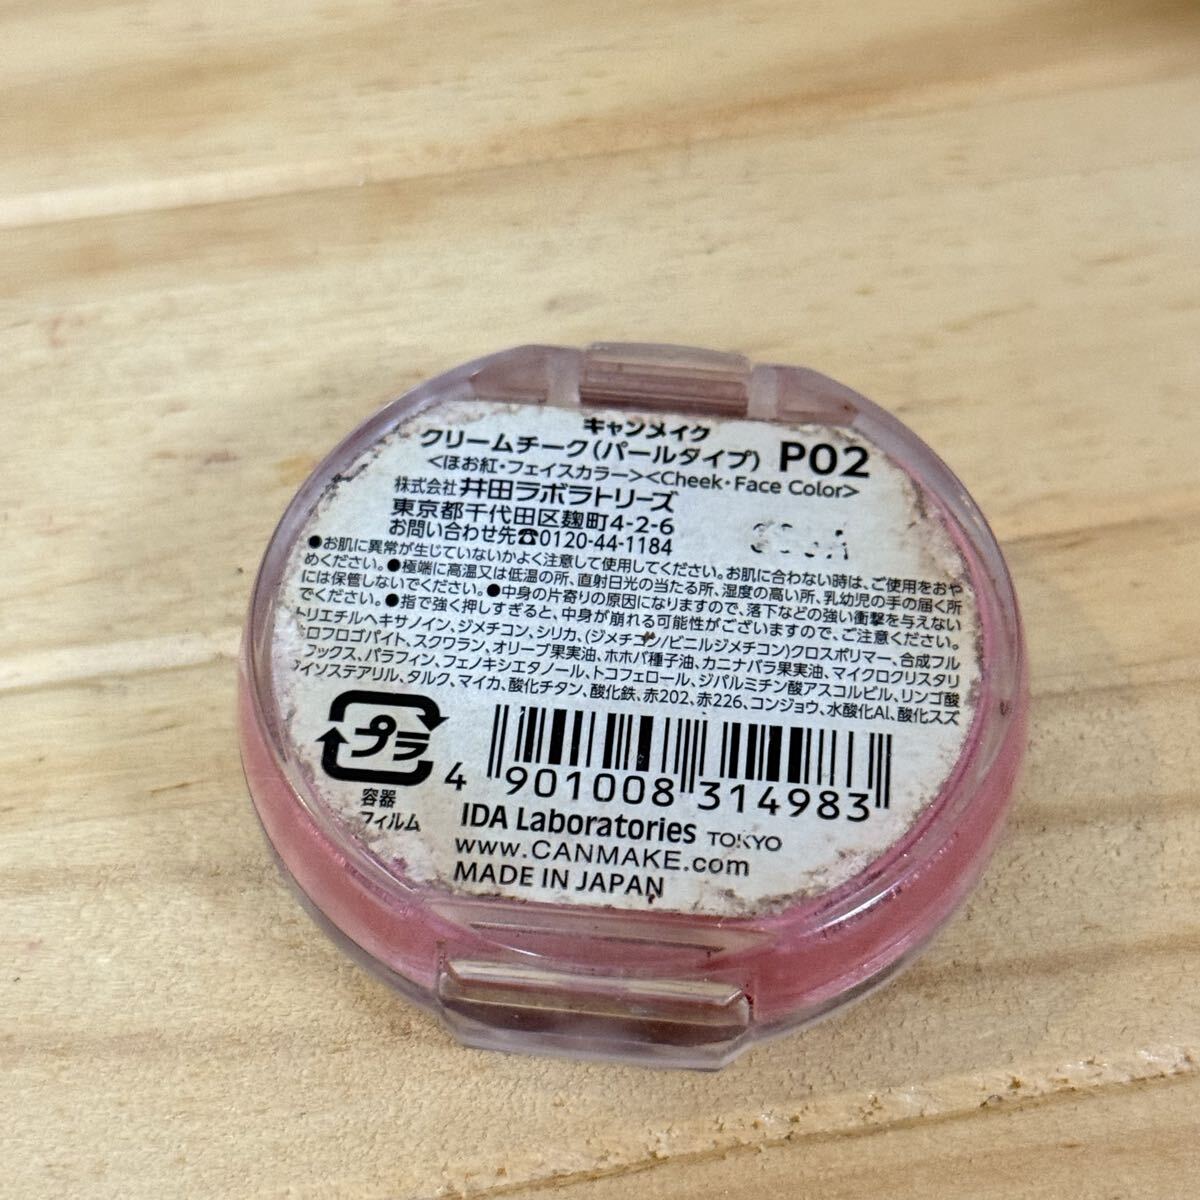 キャンメイク
クリームチーク(パールタイプ) P02
<ほお紅・フェイスカラー><Cheek・Face Color>
株式会社 井田ラボラトリーズ
東京都千代田区麹町4-2-6
お問い合わせ先☎0120-44-1184
●お肌に異常が生じていないかよく注意して使用してください。お肌に合わない時は、ご使用をおや
めください。●極端に高温又は低温の所、直射日光の当たる所、湿度の高い所、乳幼児の手の届く所
には保管しないでください。●中身の片寄りの原因になりますので、落下などの強い衝撃を与えない
でください。●指で強く押しすぎると、中身が崩れる可能性がございますので、ご注意ください。
トリエチルヘキサノイン、ジメチコン、シリカ、(ジメチコン/ビニルジメチコン)クロスポリマー、合成フル
オロフロゴパイト、スクワラン、オリーブ果実油、ホホバ種子油、カニナバラ果実油、マイクロクリスタリ
ワックス、パラフィン、フェノキシエタノール、トコフェロール、ジパルミチン酸アスコルビル、リンゴ酸
ジイソステアリル、タルク、マイカ、酸化チタン、酸化鉄、赤202、赤226、コンジョウ、水酸化Al、酸化スズ
プラ
容器
フィルム
4 901008 314983
IDA Laboratories TOKYO
www.CANMAKE.com
MADE IN JAPAN